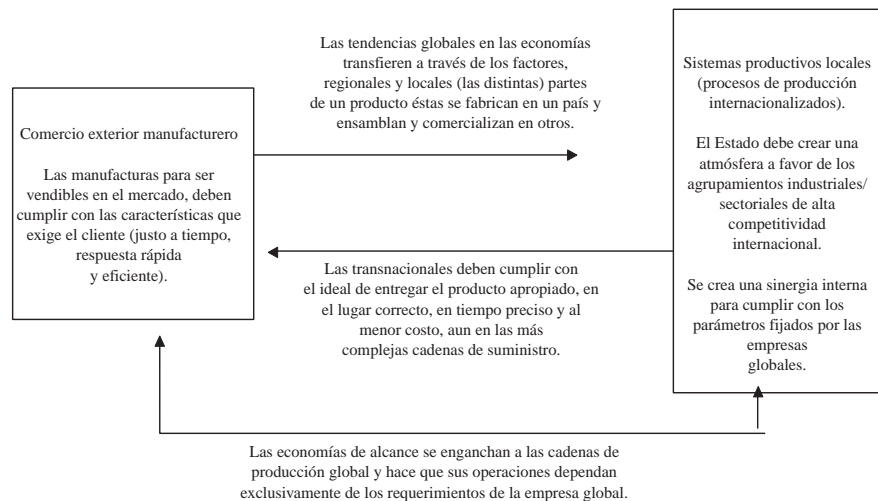 Las tendencias globales en las economías
transfieren a través de los factores,
regionales y locales (las distintas) partes
de un producto éstas se fabrican en un país y
ensamblan y comercializan en otros.
Comercio exterior manufacturero
Las manufacturas para ser
vendibles en el mercado, deben
cumplir con las características que
exige el cliente (justo a tiempo,
respuesta rápida
y eficiente).
Sistemas productivos locales
(procesos de producción
internacionalizados).
El Estado debe crear una
atmósfera a favor de los
agrupamientos industriales/
sectoriales de alta
competitividad
internacional.
Se crea una sinergia interna
para cumplir con los
parámetros fijados por las
empresas
globales.
Las transnacionales deben cumplir con
el ideal de entregar el producto apropiado, en
el lugar correcto, en tiempo preciso y al
menor costo, aun en las más
complejas cadenas de suministro.
Las economías de alcance se enganchan a las cadenas de
producción global y hace que sus operaciones dependan
exclusivamente de los requerimientos de la empresa global.